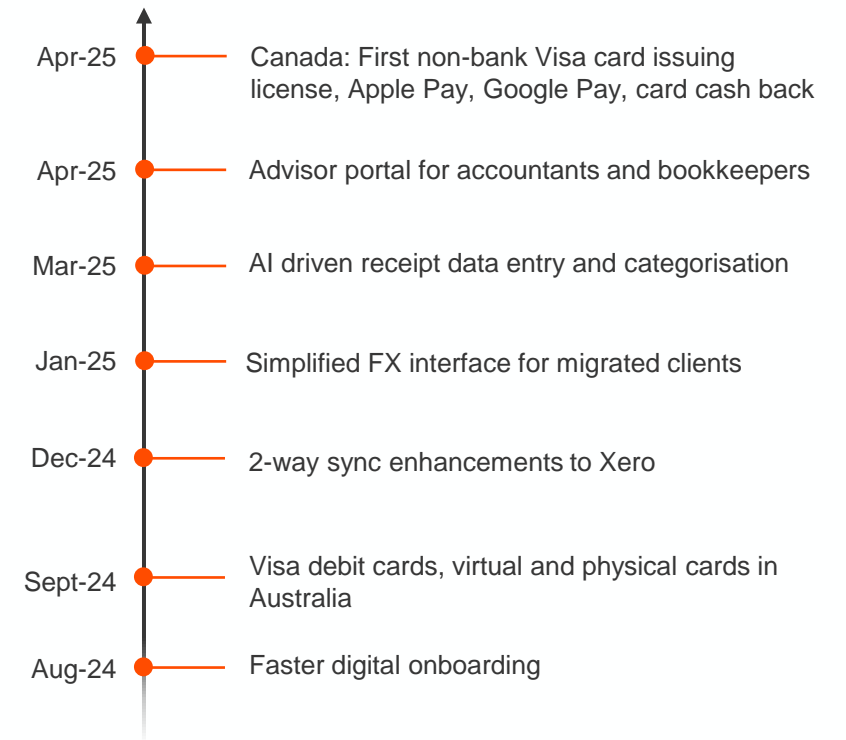 Apr-25
Canada: First non-bank Visa card issuing
license, Apple Pay, Google Pay, card cash back
Apr-25
Advisor portal for accountants and bookkeepers
Mar-25
AI driven receipt data entry and categorisation
Jan-25
Simplified FX interface for migrated clients
Dec-24
2-way sync enhancements to Xero
Sept-24
Visa debit cards, virtual and physical cards in
Australia
Aug-24
Faster digital onboarding